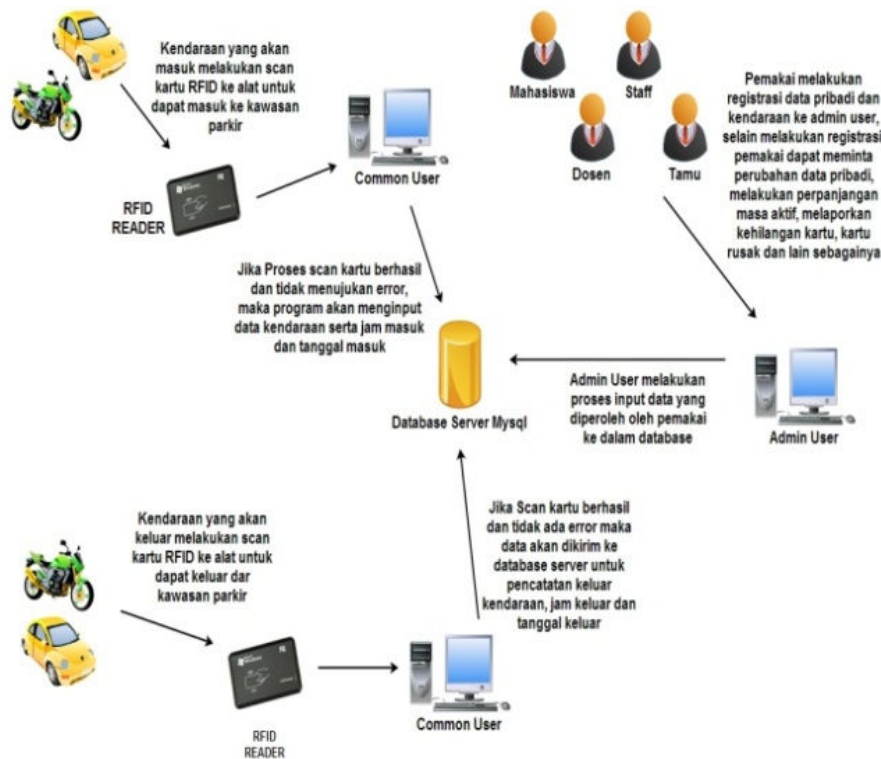 Kendaraan yang akan
masuk melakukan scan
kartu RFID ke alat untuk
dapat masuk ke kawasan
parkir
RFID
READER
Common User
Mahasiswa
Staff
Dosen
Tamu
Pemakai melakukan
registrasi data pribadi dan
kendaraan ke admin user,
selain melakukan registrasi
pemakai dapat meminta
perubahan data pribadi,
melakukan perpanjangan
masa aktif, melaporkan
kehilangan kartu, kartu
rusak dan lain sebagainya
Jika Proses scan kartu berhasil
dan tidak menujukan error,
maka program akan menginput
data kendaraan serta jam masuk
dan tanggal masuk
Database Server Mysql
Admin User melakukan
proses input data yang
diperoleh oleh pemakai
ke dalam database
Admin User
Kendaraan yang akan
keluar melakukan scan
kartu RFID ke alat untuk
dapat keluar dar
kawasan parkir
Jika Scan kartu berhasil
dan tidak ada error maka
data akan dikirim ke
database server untuk
pencatatan keluar
kendaraan, jam keluar dan
tanggal keluar
RFID
READER
Common User